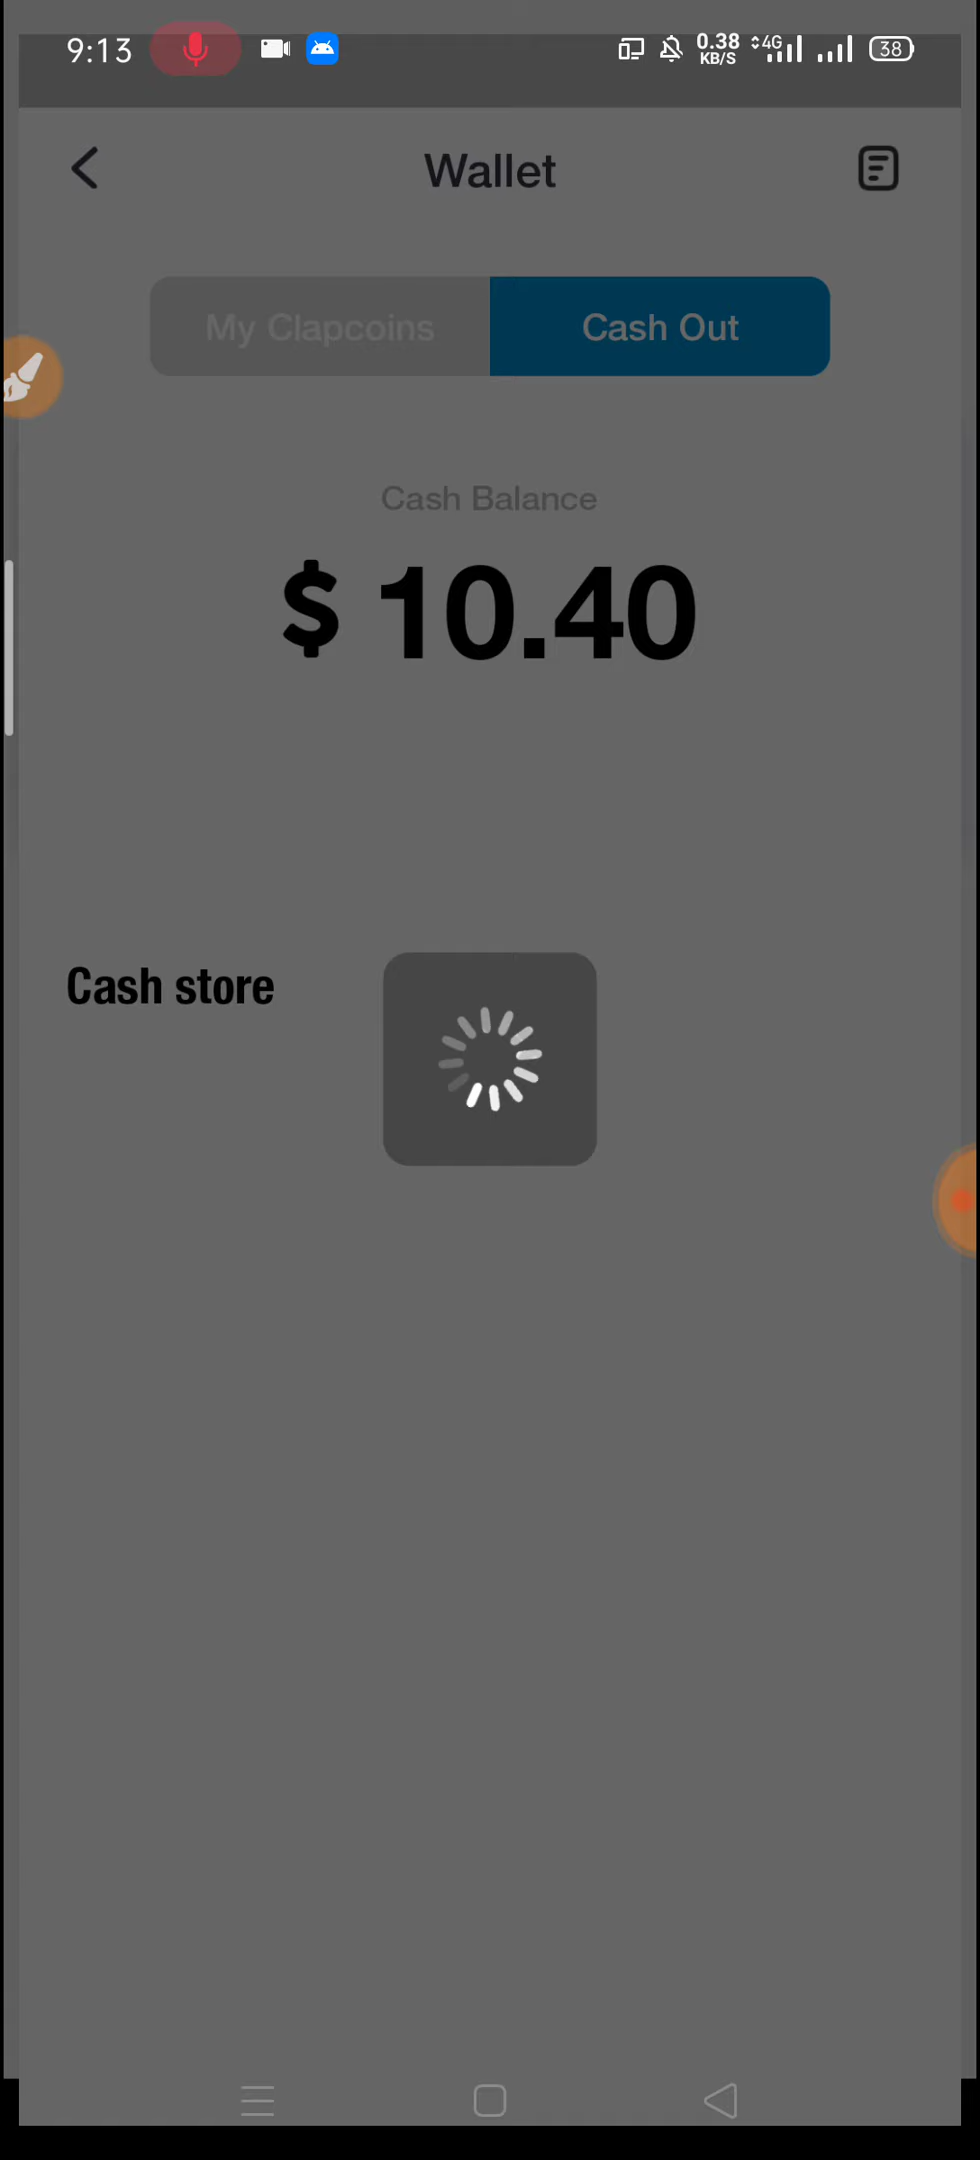 9:13 0.38 KB/S 4G 38
Wallet
My Clapcoins Cash Out
Cash Balance
$ 10.40
Cash store